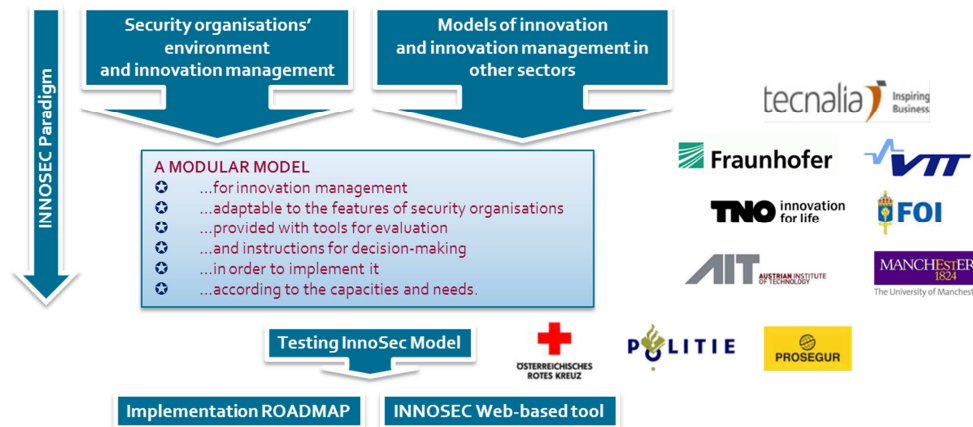 Security organisations'
environment
and innovation management
Models of innovation
and innovation management in
other sectors
INNOSEC Paradigm
A MODULAR MODEL
...for innovation management
...adaptable to the features of security organisations
...provided with tools for evaluation
...and instructions for decision-making
...in order to implement it
...according to the capacities and needs.
Testing InnoSec Model
Implementation ROADMAP
INNOSEC Web-based tool
tecnalia Inspiring
Business
Fraunhofer
VTT
TNO innovation
for life
FOI
AIT AUSTRIAN INSTITUTE
OF TECHNOLOGY
MANCHESTER
1824
The University of Manchest
ÖSTERREICHISCHES
ROTES KREUZ
POLITIE
PROSEGUR